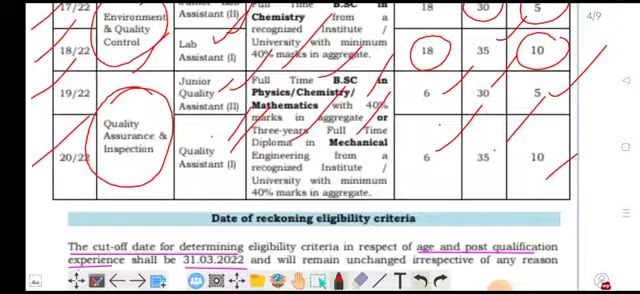 17/22
Environment & Quality Control
Assistant (II)
Full Time B.SC in
Chemistry from a
recognized Institute /
University with minimum
40% marks in aggregate.
18
30
5
4/9
18/22
Lab
Assistant (I)
18
35
10
19/22
Junior
Quality
Assistant (II)
Full Time B.SC in
Physics/Chemistry/
Mathematics with 40%
marks in aggregate or
Three-years Full Time
Diploma in Mechanical
Engineering from a
recognized Institute /
University with minimum
40% marks in aggregate.
6
30
5
Quality
Assurance &
Inspection
20/22
Quality
Assistant (I)
6
35
10
Date of reckoning eligibility criteria
The cut-off date for determining eligibility criteria in respect of age and post qualification
experience shall be 31.03.2022 and will remain unchanged irrespective of any reason
T